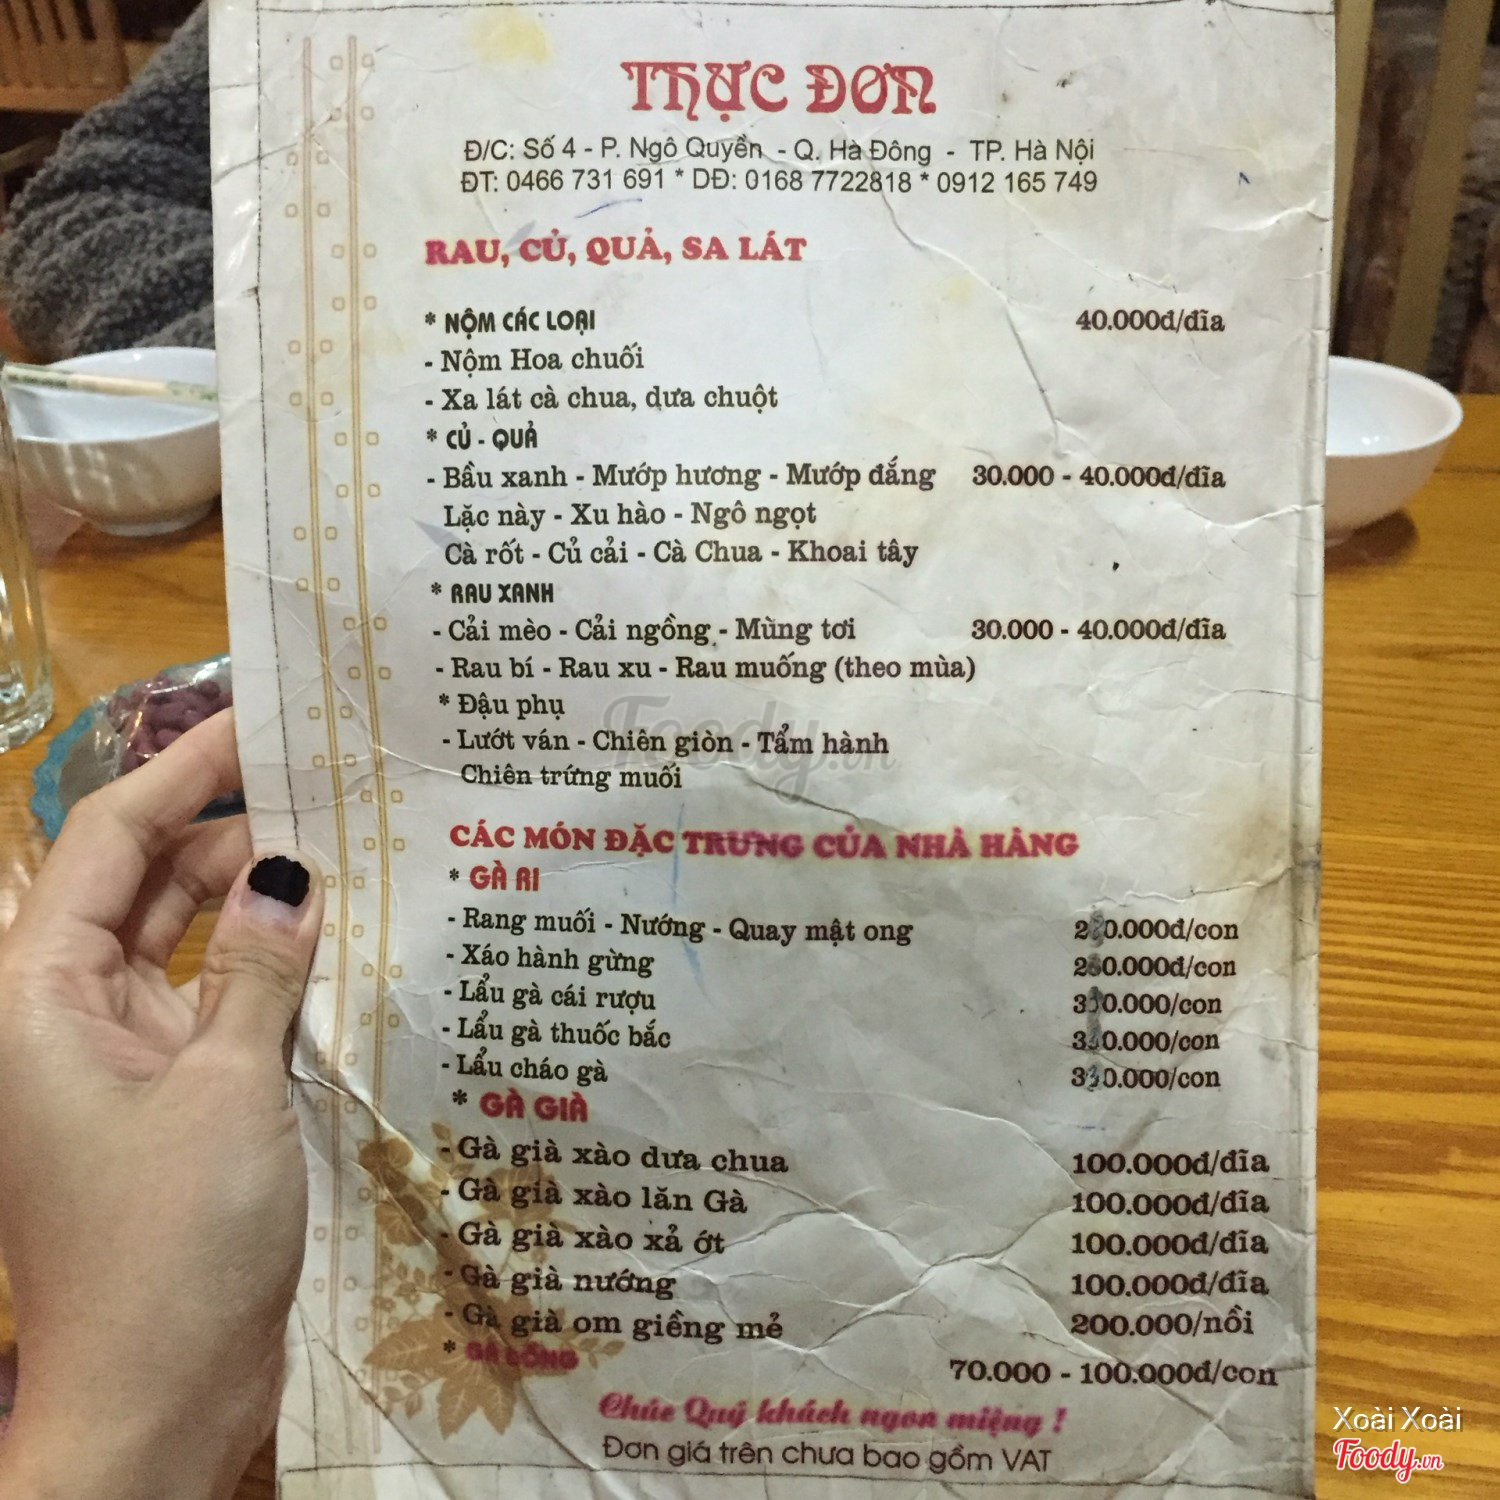 THỰC ĐƠN
Đ/C: Số 4 - P. Ngô Quyền - Q. Hà Đông - TP. Hà Nội
ĐT: 0466 731 691 * DĐ: 0168 7722818 * 0912 165 749
RAU, CỦ, QUẢ, SA LÁT
* NỘM CÁC LOẠI 40.000đ/đĩa
- Nộm Hoa chuối
- Xa lát cà chua, dưa chuột
* CỦ - QUẢ
- Bầu xanh - Mướp hương - Mướp đắng 30.000 - 40.000đ/đĩa
Lặc này - Xu hào - Ngô ngọt
Cà rốt - Củ cải - Cà Chua - Khoai tây
* RAU XANH
- Cải mèo - Cải ngồng - Mùng tơi 30.000 - 40.000đ/đĩa
- Rau bí - Rau xu - Rau muống (theo mùa)
* Đậu phụ
- Lướt ván - Chiên giòn - Tẩm hành
Chiên trứng muối
Foody.vn
CÁC MÓN ĐẶC TRƯNG CỦA NHÀ HÀNG
* GÀ RI
- Rang muối - Nướng - Quay mật ong
- Xáo hành gừng
- Lẩu gà cái rượu
- Lẩu gà thuốc bắc
- Lẩu cháo gà
* GÀ GIÀ
- Gà già xào dưa chua 100.000đ/đĩa
- Gà già xào lăn Gà 100.000đ/đĩa
- Gà già xào xả ớt 100.000đ/đĩa
- Gà già nướng 100.000đ/đĩa
- Gà già om giềng mẻ 200.000/nồi
* GÀ 70.000 - 100.000đ/con
Chúc Quý khách ngon miệng !
Đơn giá trên chưa bao gồm VAT
Xoài Xoài
Foody.vn